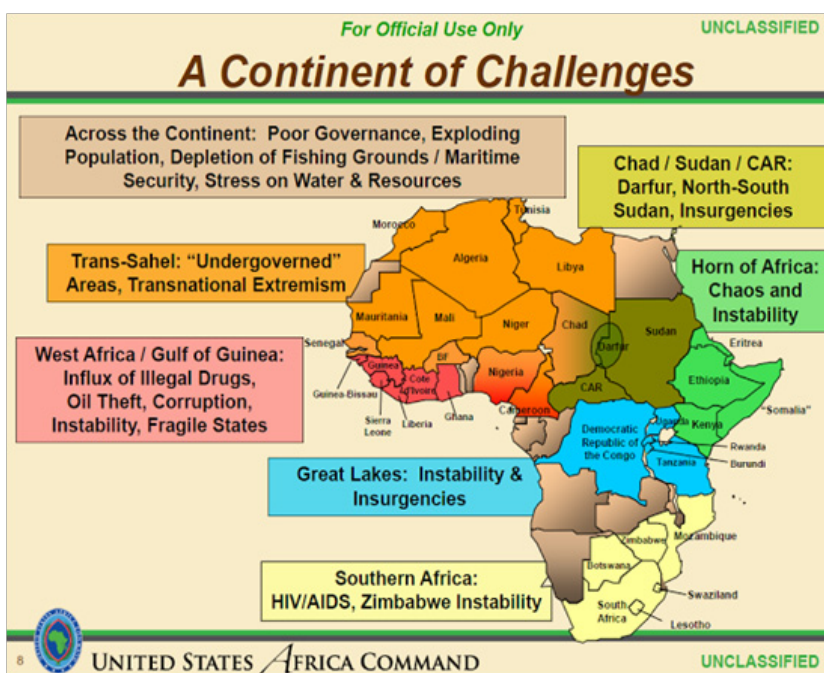 For Official Use Only
UNCLASSIFIED
A Continent of Challenges
Across the Continent: Poor Governance, Exploding
Population, Depletion of Fishing Grounds / Maritime
Security, Stress on Water & Resources
Chad / Sudan / CAR:
Darfur, North-South
Sudan, Insurgencies
Trans-Sahel: “Undergoverned”
Areas, Transnational Extremism
Horn of Africa:
Chaos and
Instability
West Africa / Gulf of Guinea:
Influx of Illegal Drugs,
Oil Theft, Corruption,
Instability, Fragile States
Great Lakes: Instability &
Insurgencies
Southern Africa:
HIV/AIDS, Zimbabwe Instability
Tunisia
Morocco
Algeria
Libya
Mauritania
Mali
Niger
Chad
Sudan
Darfur
Eritrea
Senegal
BF
Guinea
Nigeria
Ethiopia
Guinea-Bissau
Cote
d'Ivoire
CAR
“Somalia”
Sierra
Leone
Liberia
Ghana
Cameroon
Uganda
Kenya
Democratic
Republic of
the Congo
Rwanda
Burundi
Tanzania
Mozambique
Zimbabwe
Botswana
Swaziland
South
Africa
Lesotho
8
UNITED STATES AFRICA COMMAND
UNCLASSIFIED